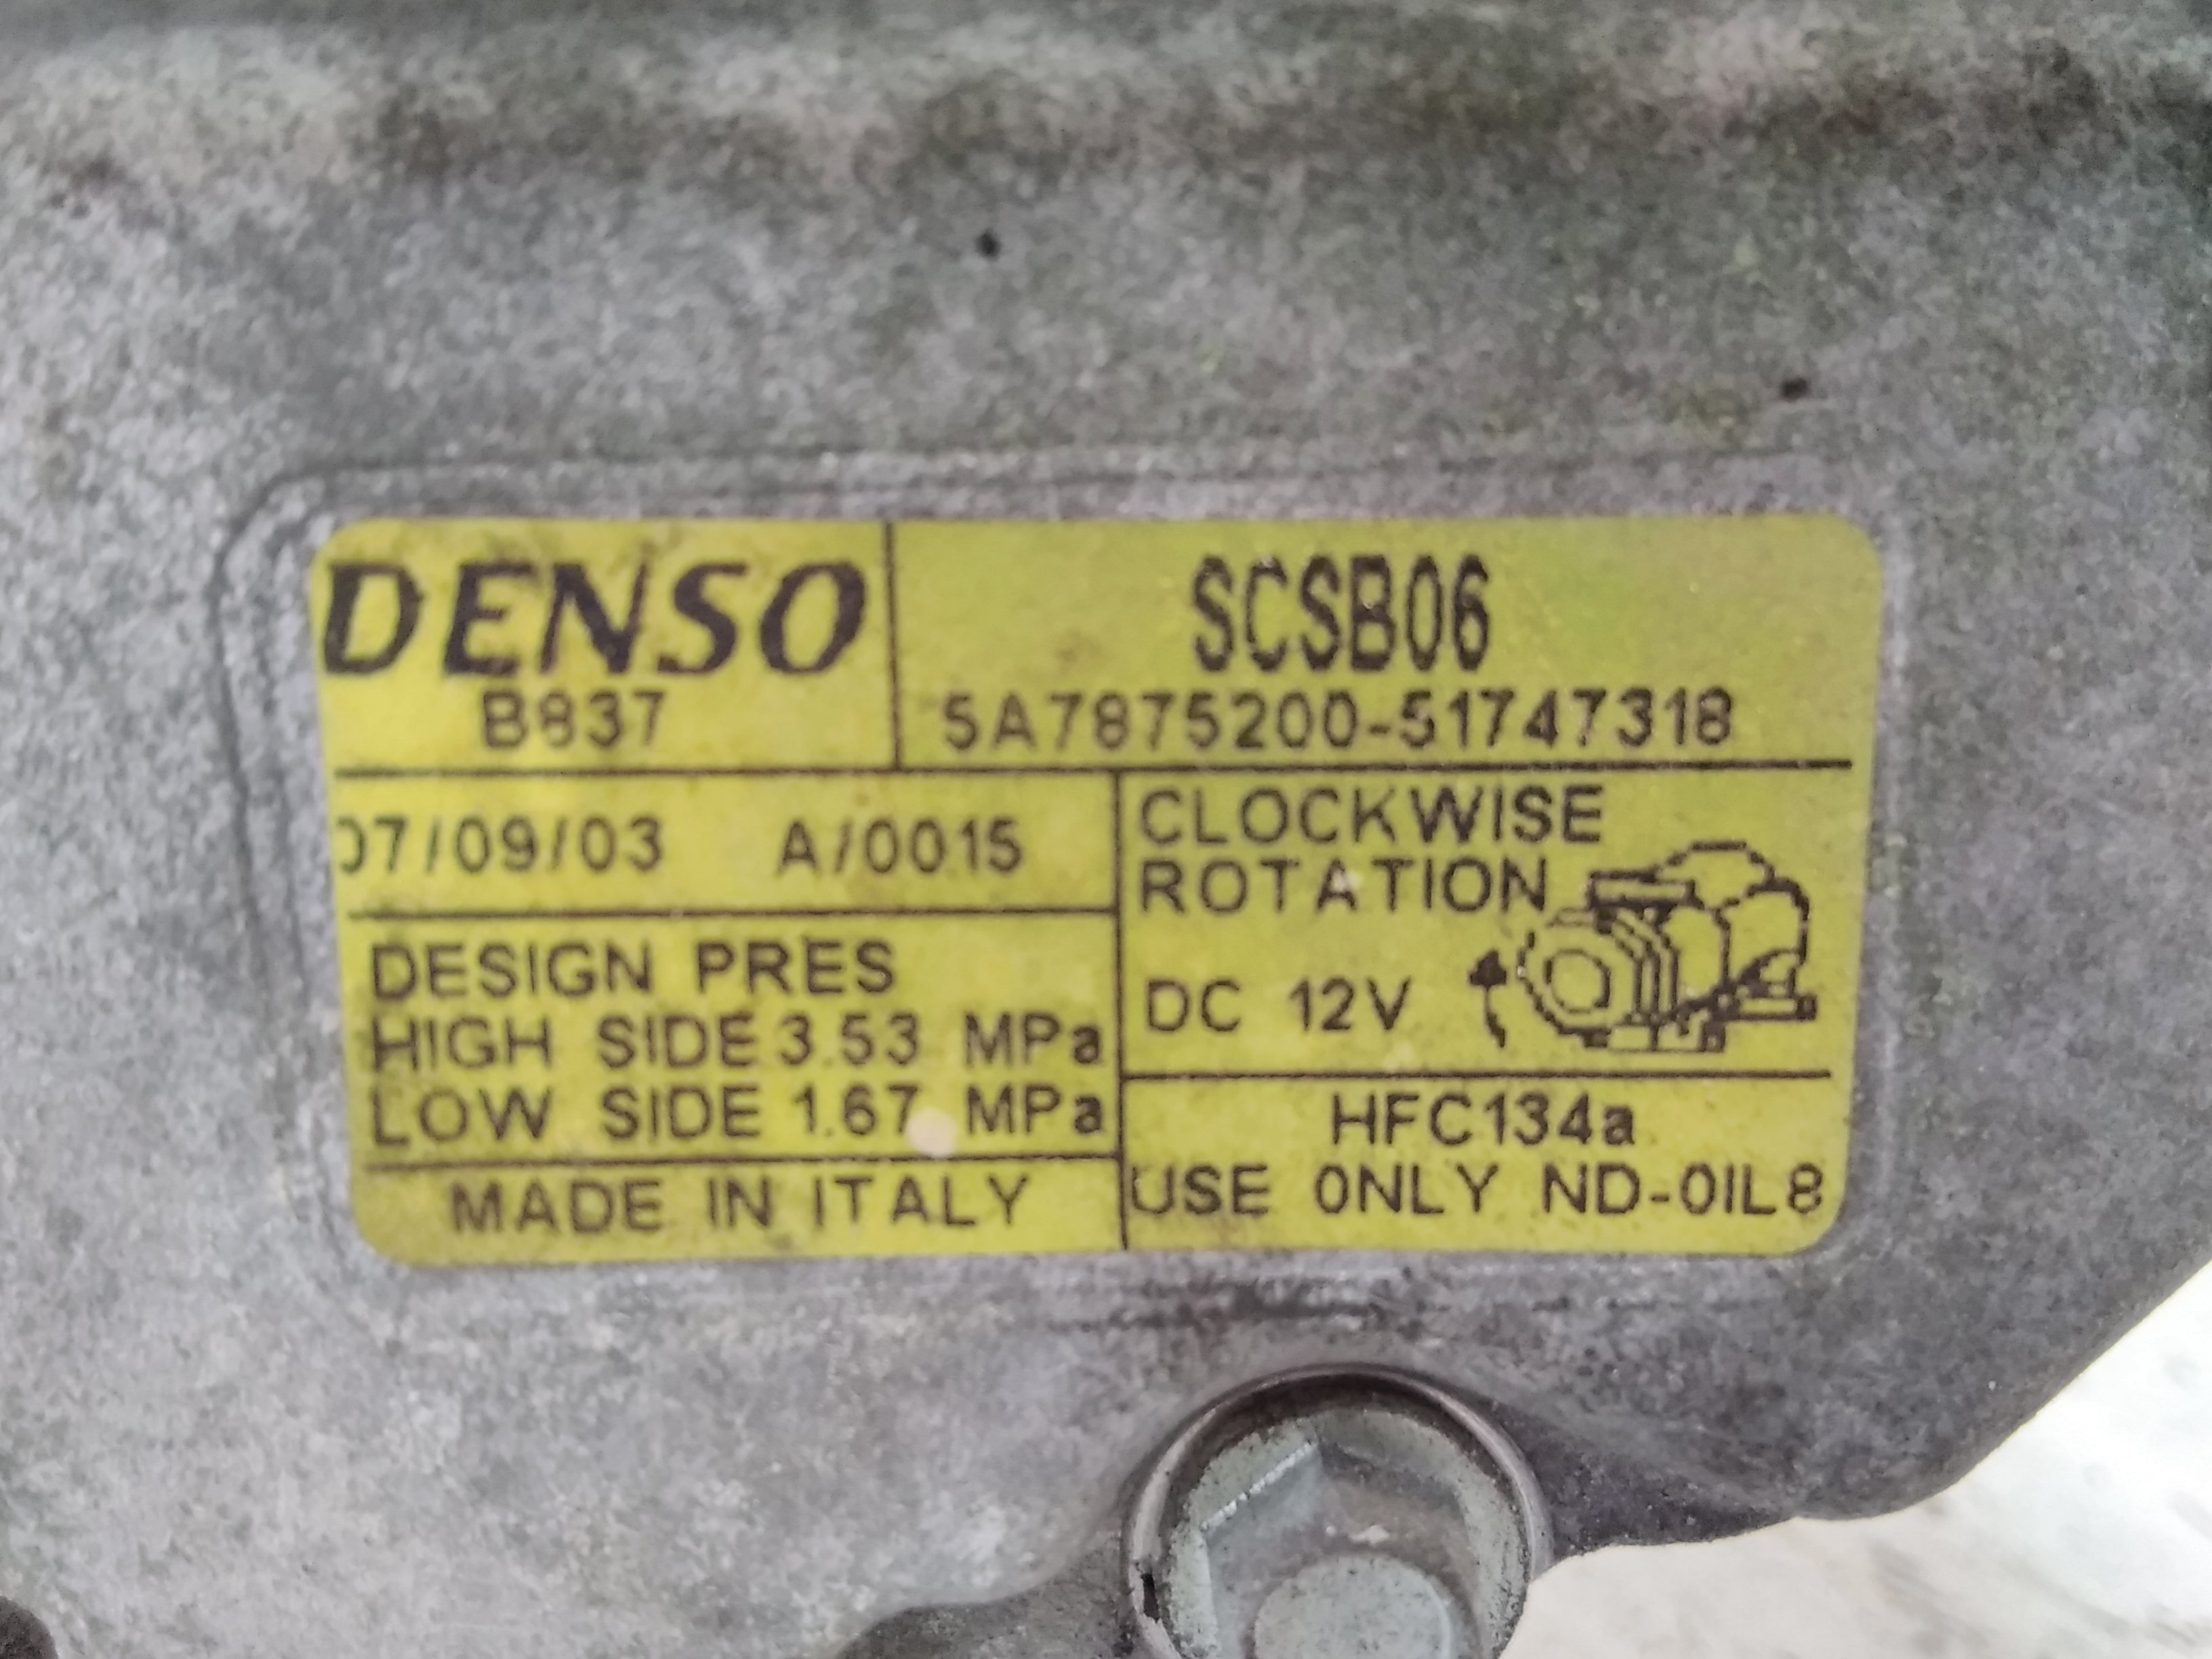 DENSO
B837
SCSB06
5A7875200-51747318
07/09/03 A/0015
CLOCKWISE
ROTATION
DC 12V
DESIGN PRES
HIGH SIDE 3.53 MPa
LOW SIDE 1.67 MPa
HFC134a
USE ONLY ND-OIL8
MADE IN ITALY